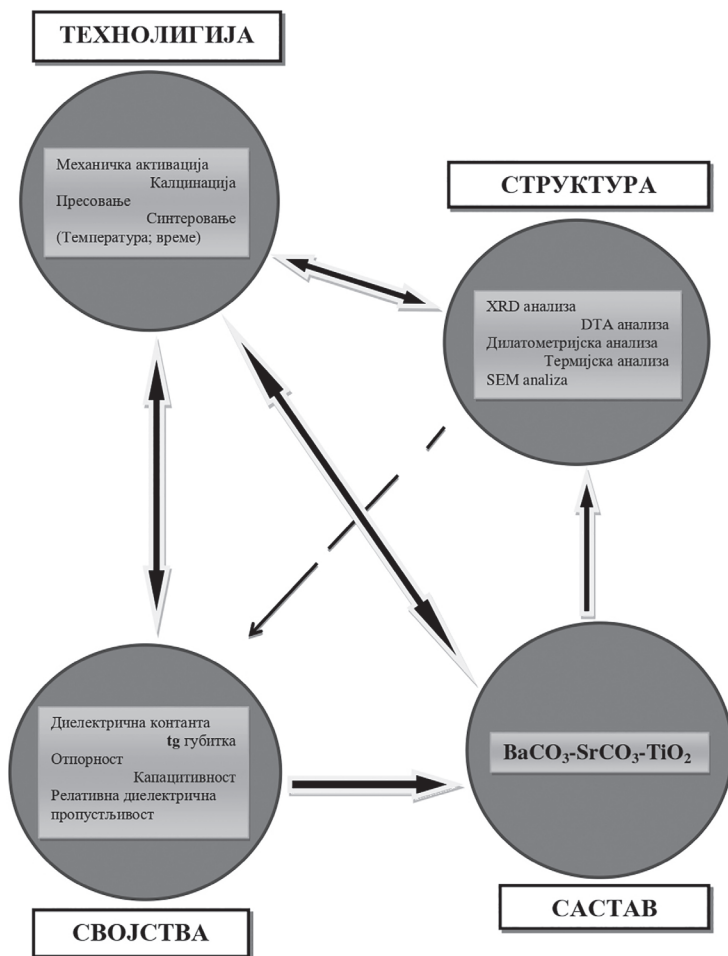 ТЕХНОЛИГИЈА
Механичка активација
Калцинација
Пресовање
Синтеровање
(Температура; време)
СТРУКТУРА
XRD анализа
DTA анализа
Дилатометријска анализа
Термијска анализа
SEM analiza
Диелектрична контанта
tg губитка
Отпорност
Капацитивност
Релативна диелектрична
пропустљивост
СВОЈСТВА
BaCO₃-SrCO₃-TiO₂
САСТАВ